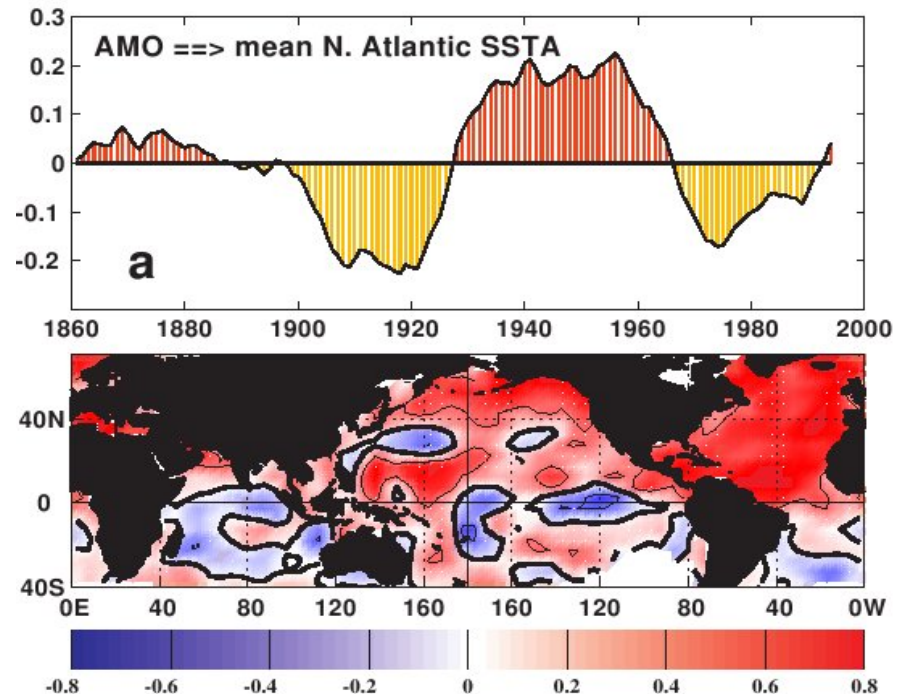 0.3
AMO ==> mean N. Atlantic SSTA
0.2
0.1
0
-0.1
-0.2
a
1860 1880 1900 1920 1940 1960 1980 2000
40N
0
40S
0E 40 80 120 160 160 120 80 40 0W
-0.8 -0.6 -0.4 -0.2 0 0.2 0.4 0.6 0.8